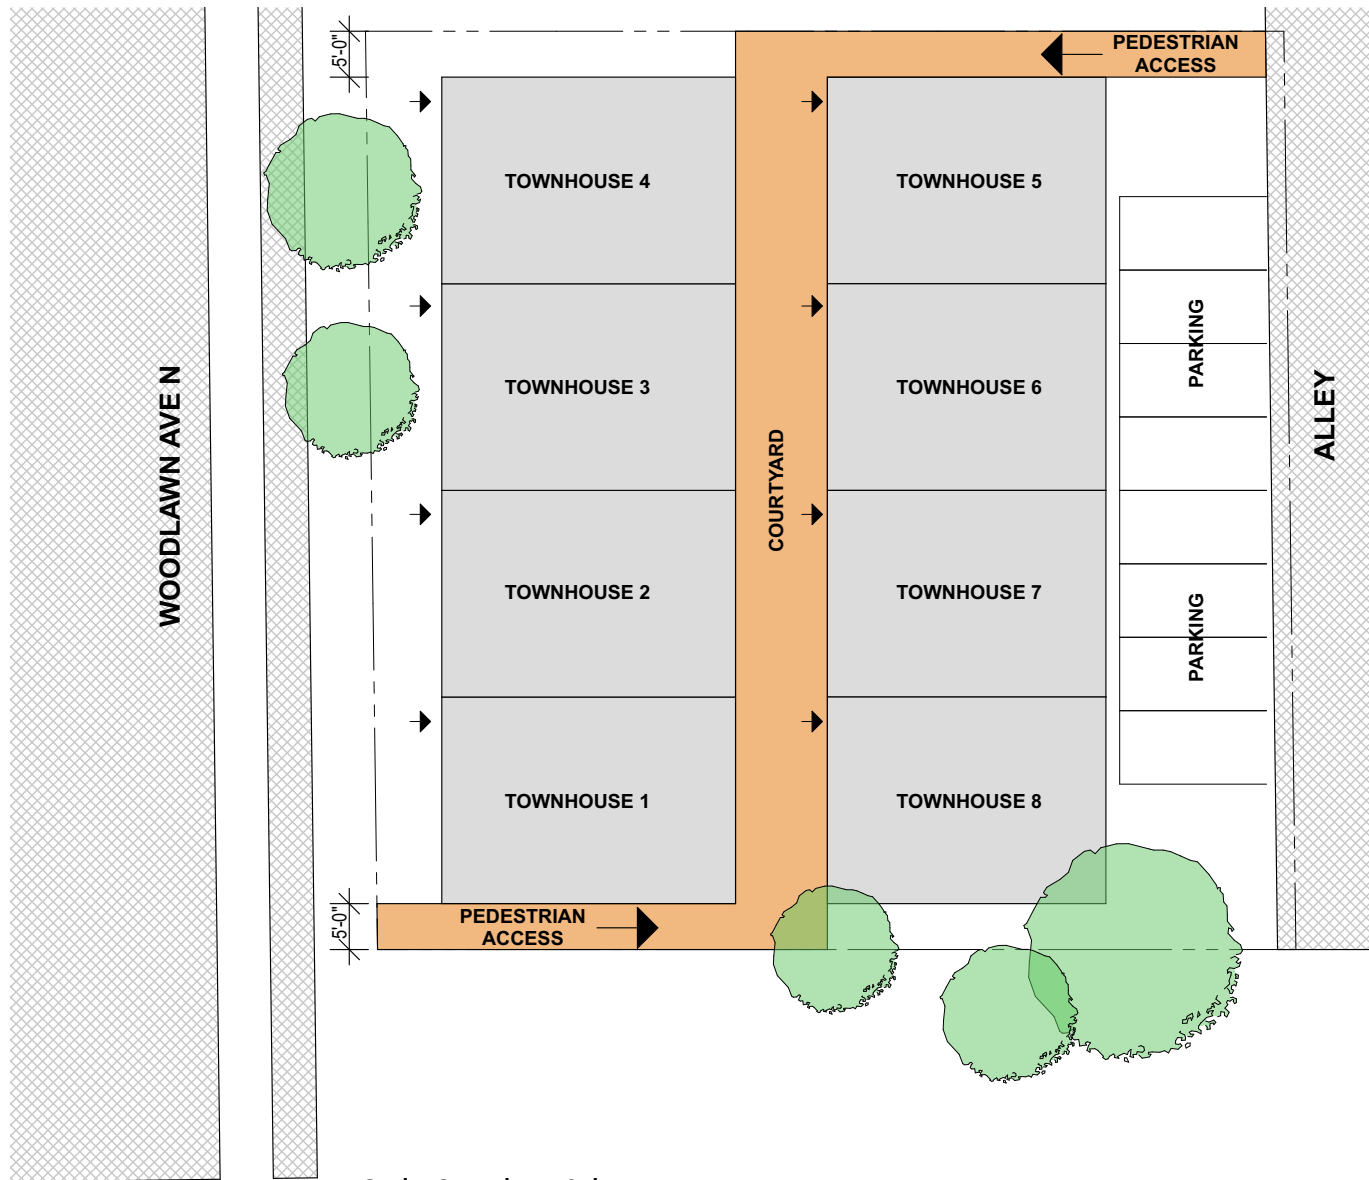 5'-0"
PEDESTRIAN
ACCESS
TOWNHOUSE 4
TOWNHOUSE 5
TOWNHOUSE 3
TOWNHOUSE 6
PARKING
WOODLAWN AVE N
COURTYARD
ALLEY
TOWNHOUSE 2
TOWNHOUSE 7
PARKING
TOWNHOUSE 1
TOWNHOUSE 8
5'-0"
PEDESTRIAN
ACCESS